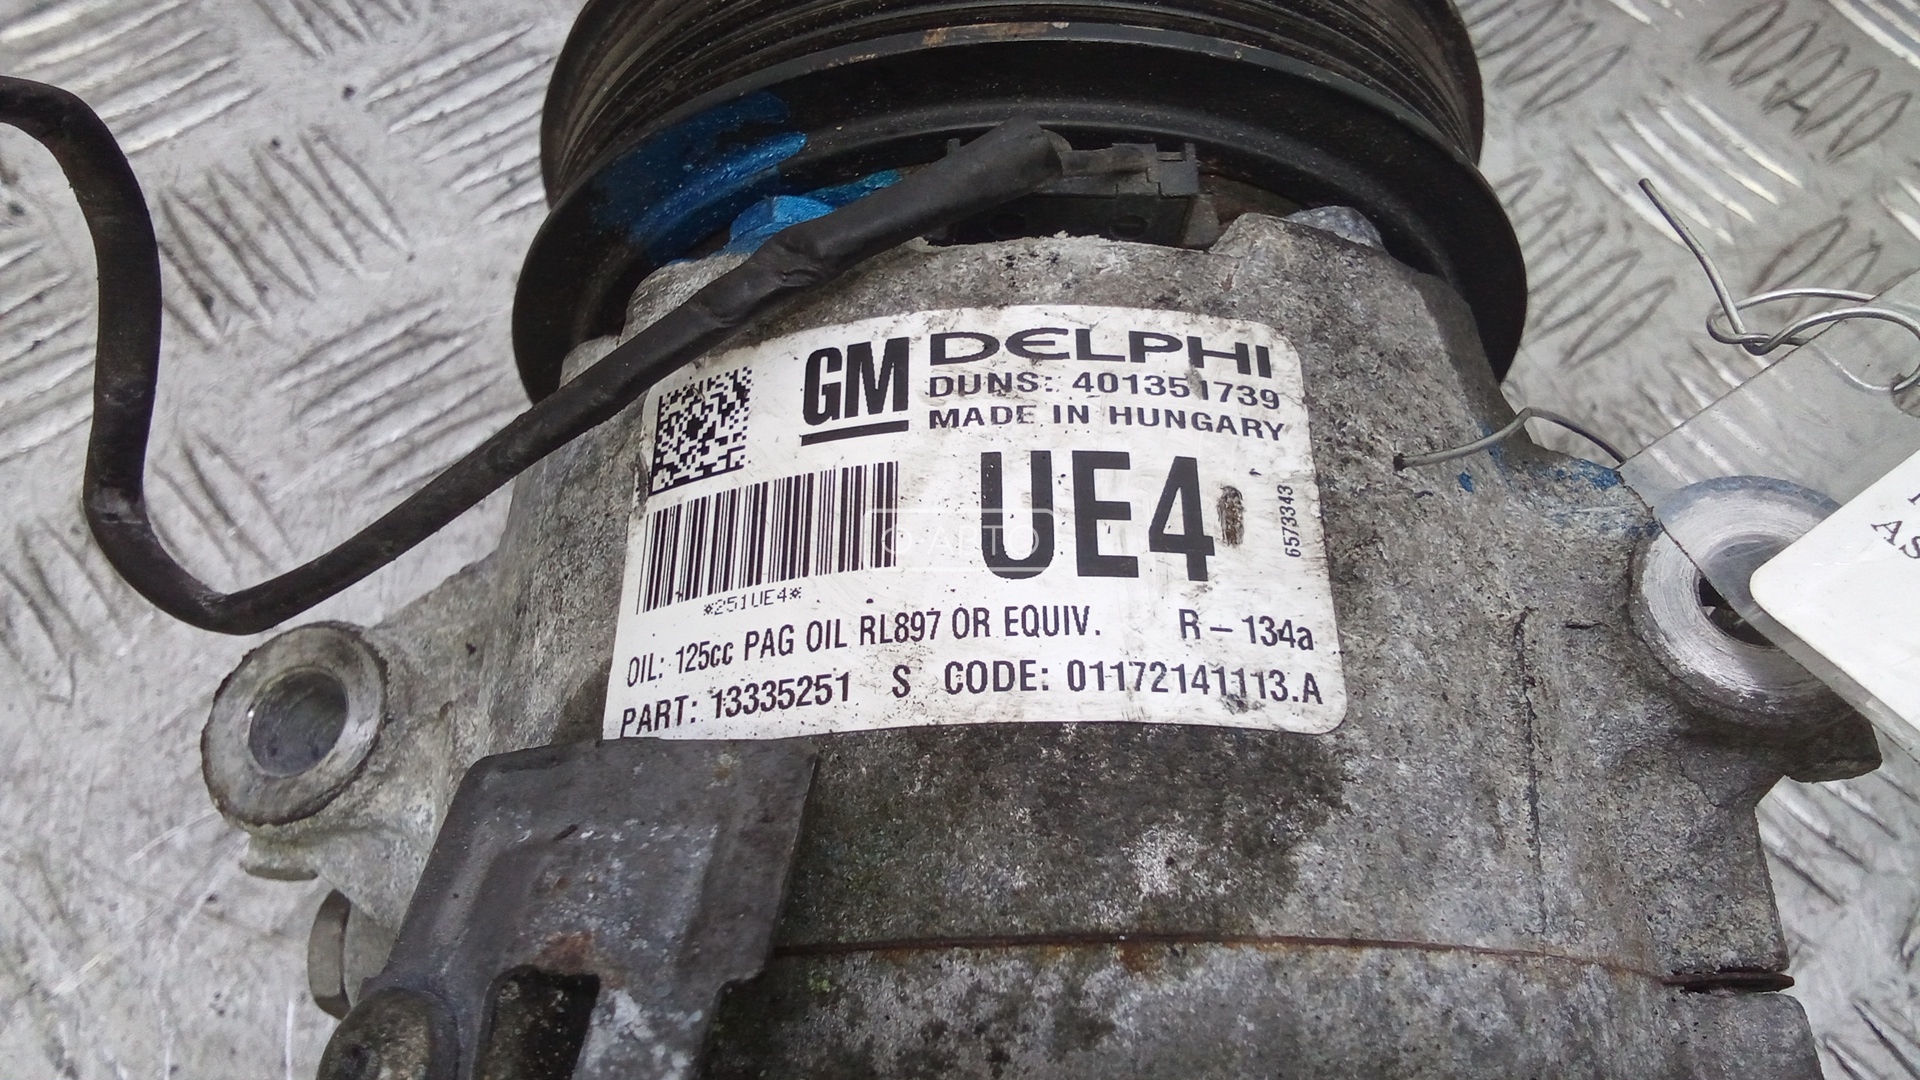 GM
DELPHI
DUNS: 401351739
MADE IN HUNGARY
UE4
6573343
*251UE4*
OIL: 125cc PAG OIL RL897 OR EQUIV. R-134a
PART: 13335251 S CODE: 01172141113.A